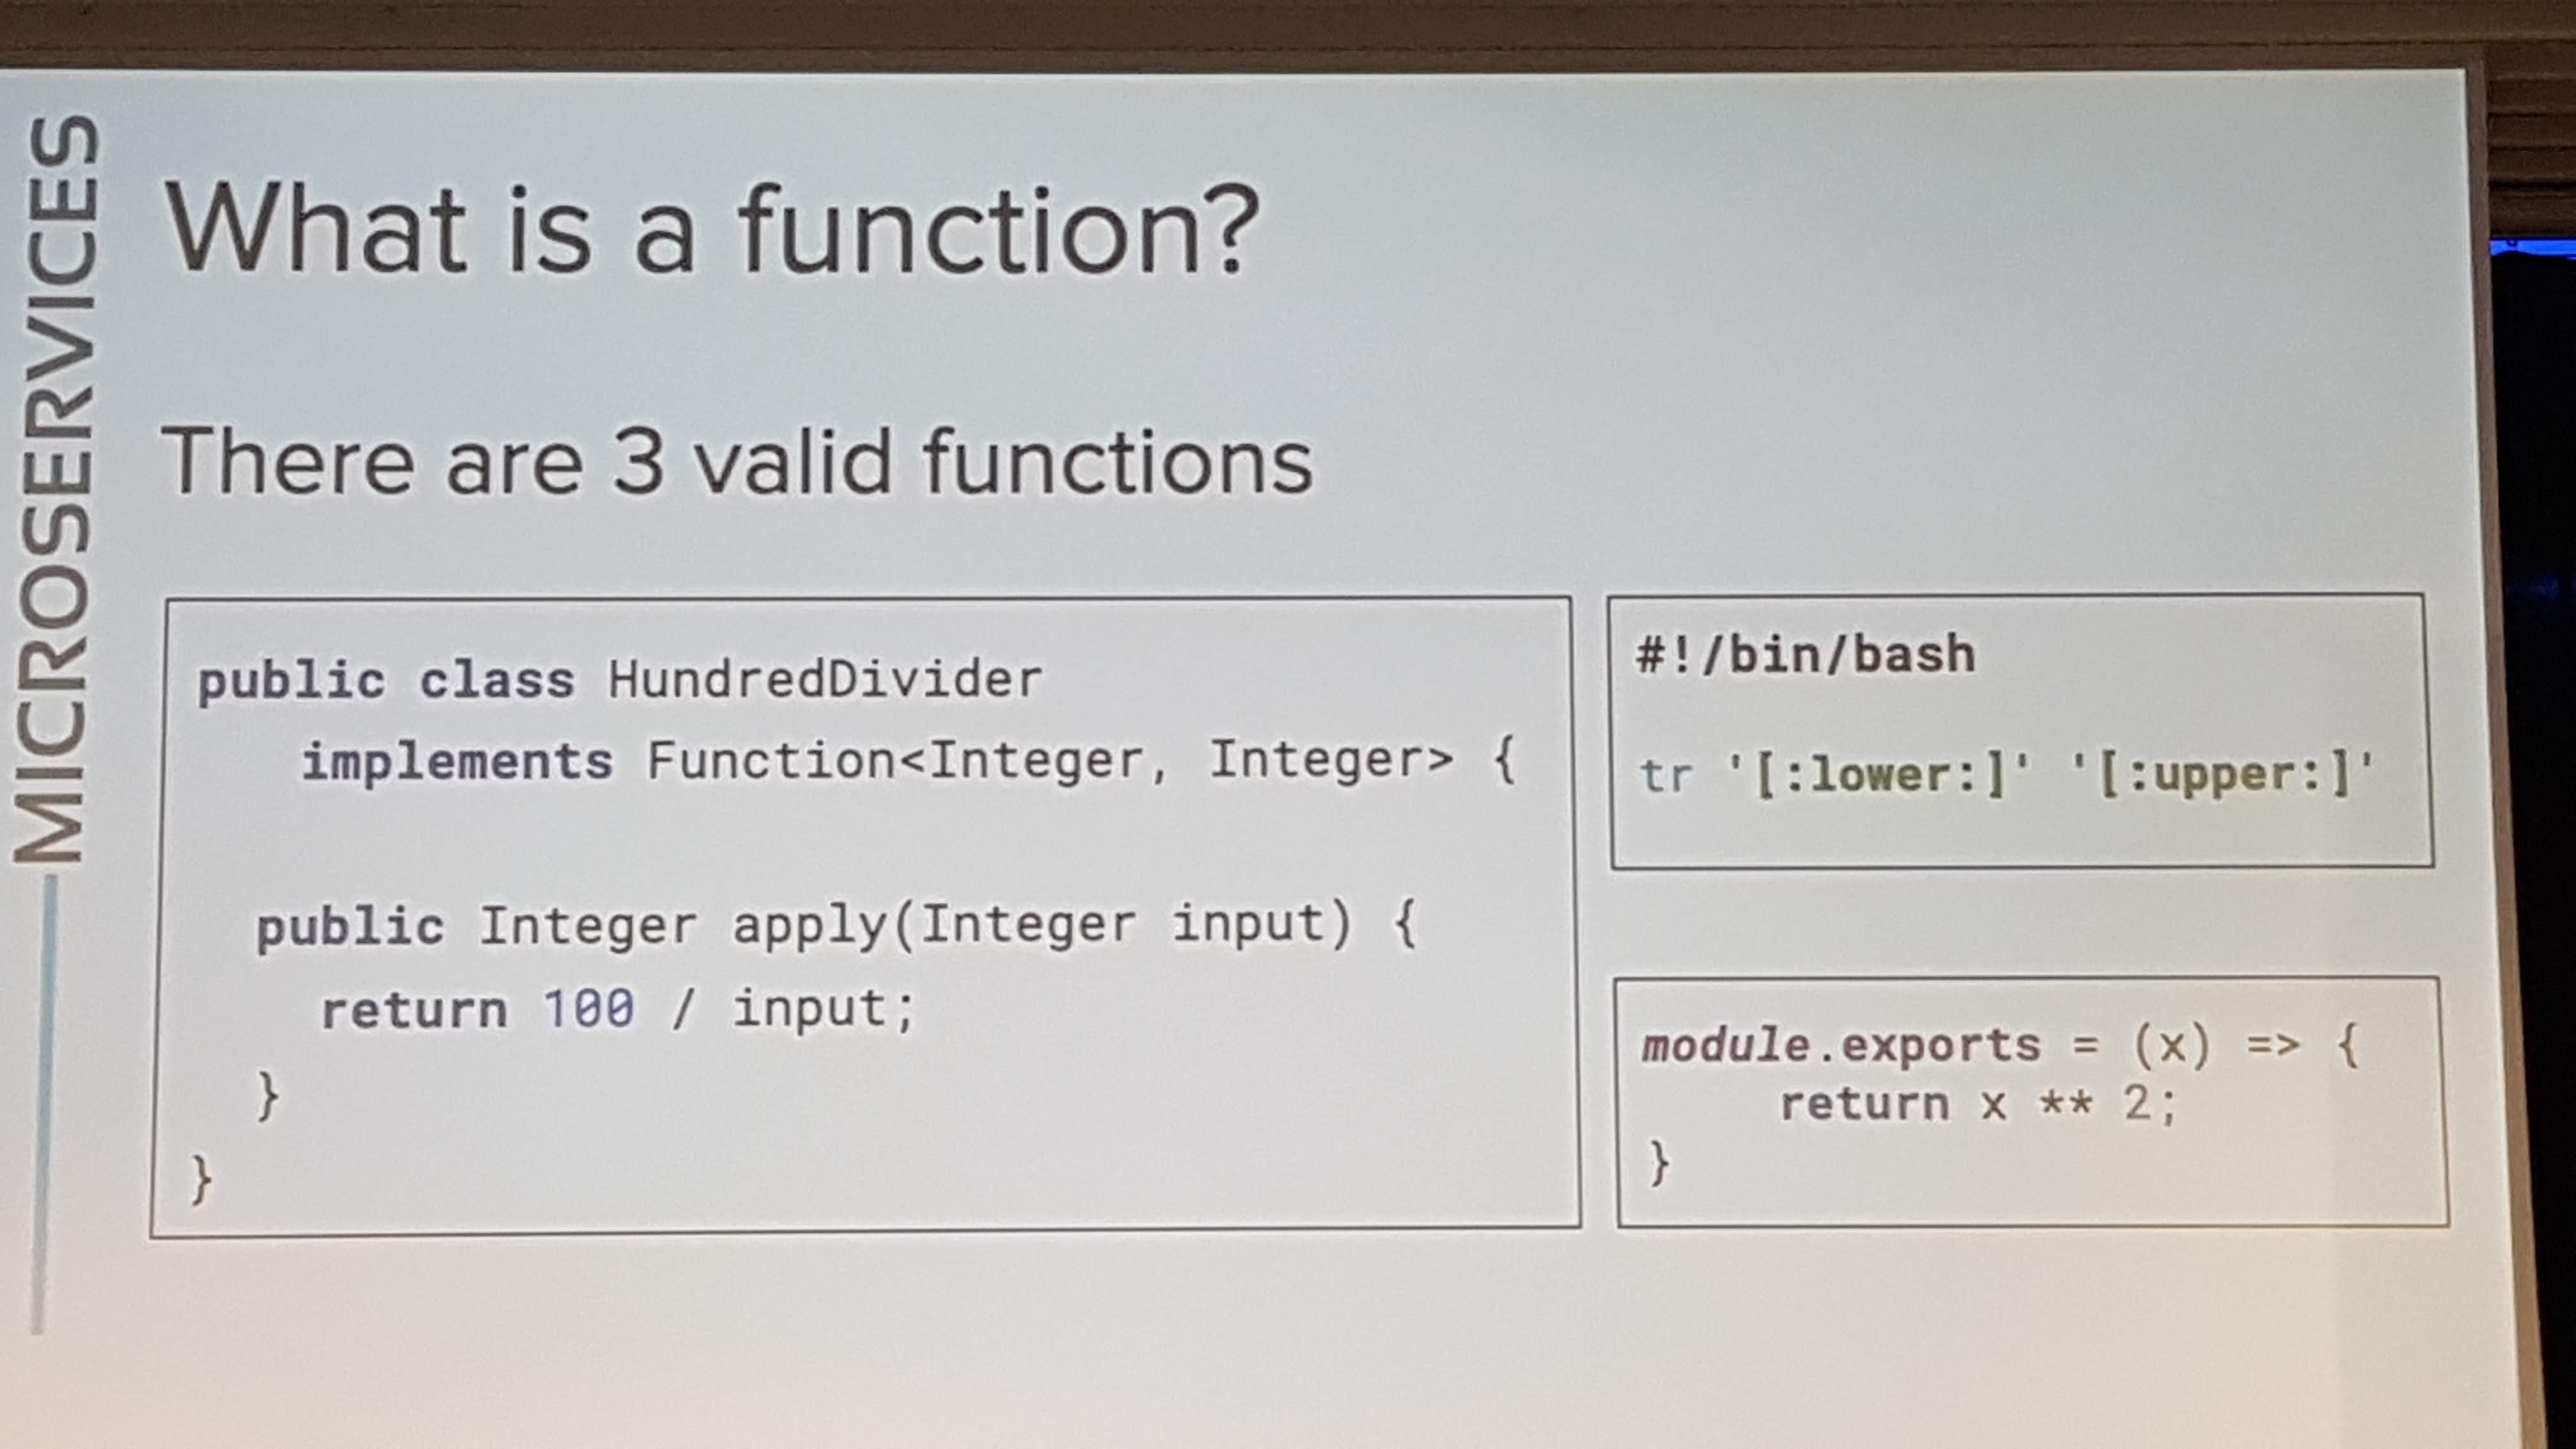 MICROSERVICES
What is a function?
There are 3 valid functions
public class HundredDivider
implements Function<Integer, Integer> {
public Integer apply(Integer input) {
return 100 / input;
}
}
#!/bin/bash
tr '[:lower:]' '[:upper:]'
module.exports = (x) => {
return x ** 2;
}